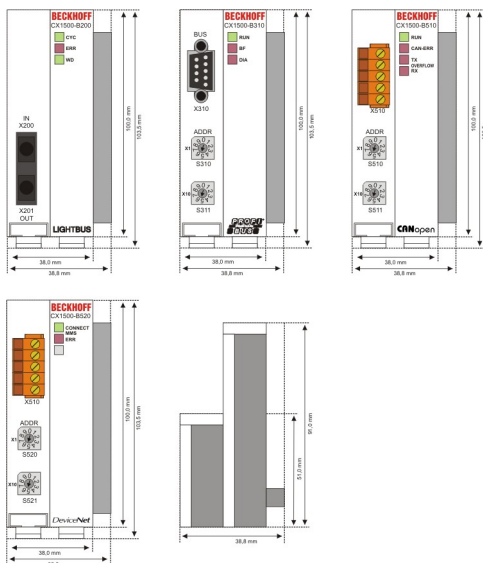 BECKHOFF
CX1500-B200
CYC
ERR
WD
IN
X200
X201
OUT
LIGHTBUS
100,0 mm
103,5 mm
38,0 mm
38,8 mm
BECKHOFF
CX1500-B310
BUS
RUN
BF
DIA
X310
ADDR
X1
S310
X10
S311
PROFI
BUS
100,0 mm
103,5 mm
38,0 mm
38,8 mm
BECKHOFF
CX1500-B510
RUN
CAN-ERR
TX
OVERFLOW
RX
X510
ADDR
X1
S510
X10
S511
CANopen
100,0 mm
38,0 mm
38,8 mm
BECKHOFF
CX1500-B520
CONNECT
MMS
ERR
X510
ADDR
X1
S520
X10
S521
DeviceNet
100,0 mm
103,5 mm
38,0 mm
51,0 mm
91,0 mm
38,8 mm